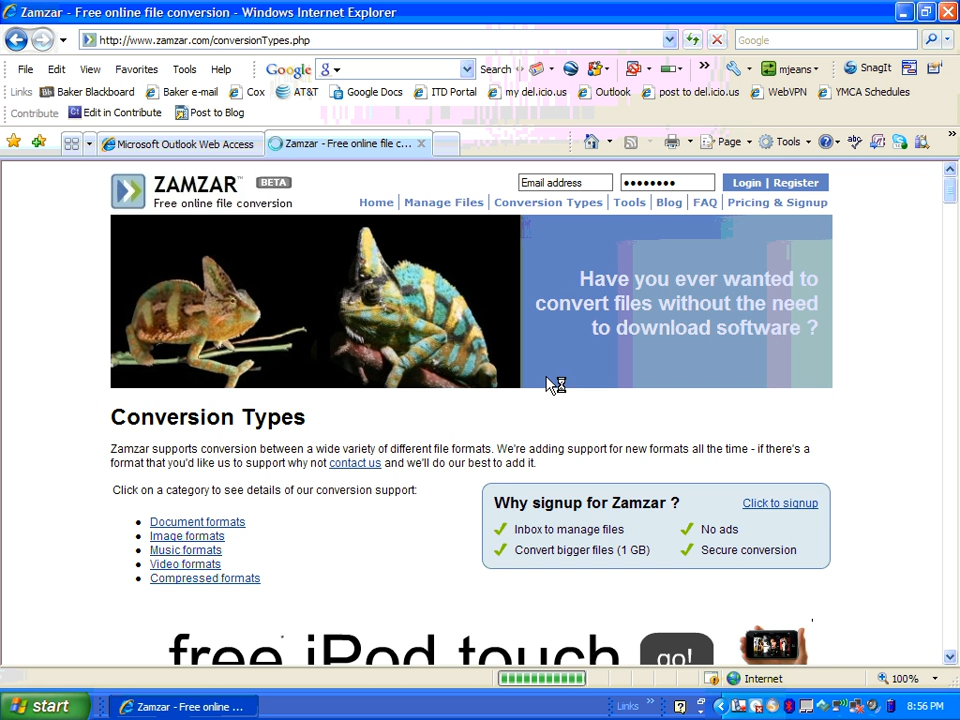 Zamzar - Free online file conversion - Windows Internet Explorer
http://www.zamzar.com/conversionTypes.php
Google
File Edit View Favorites Tools Help
Google
Search
mjeans
SnagIt
Links Baker Blackboard Baker e-mail Cox AT&T Google Docs ITD Portal my del.icio.us Outlook post to del.icio.us WebVPN YMCA Schedules
Contribute Edit in Contribute Post to Blog
Microsoft Outlook Web Access
Zamzar - Free online file c...
Page Tools
ZAMZAR™ BETA
Free online file conversion
Email address
Login | Register
Home | Manage Files | Conversion Types | Tools | Blog | FAQ | Pricing & Signup
Have you ever wanted to
convert files without the need
to download software ?
Conversion Types
Zamzar supports conversion between a wide variety of different file formats. We're adding support for new formats all the time - if there's a
format that you'd like us to support why not contact us and we'll do our best to add it.
Click on a category to see details of our conversion support:
Document formats
Image formats
Music formats
Video formats
Compressed formats
Why signup for Zamzar ? Click to signup
Inbox to manage files
No ads
Convert bigger files (1 GB)
Secure conversion
free iPod touch go!
Internet
100%
start
Zamzar - Free online ...
Links
8:56 PM